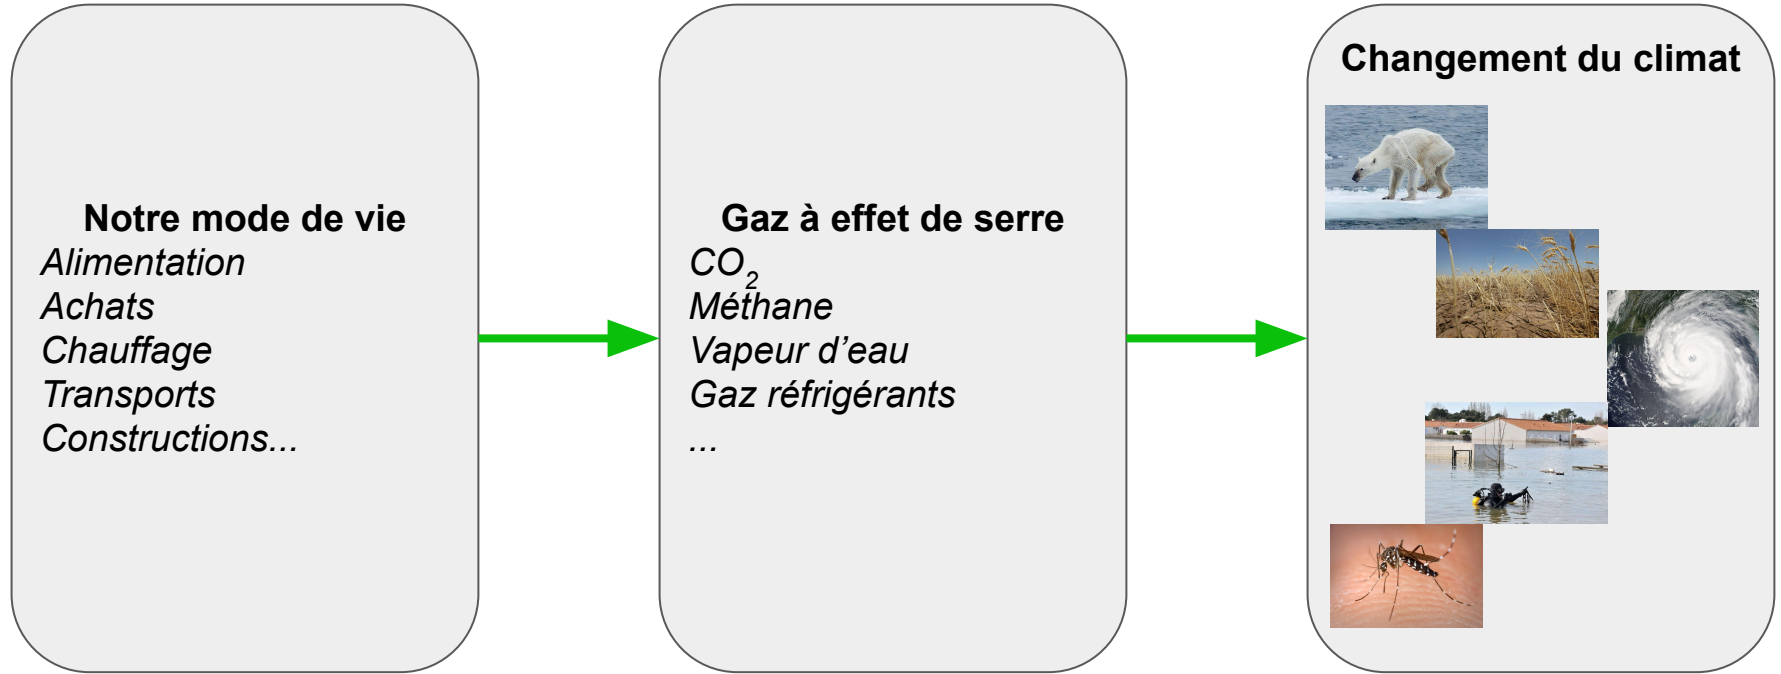 Notre mode de vie
Alimentation
Achats
Chauffage
Transports
Constructions...
Gaz à effet de serre
CO₂
Méthane
Vapeur d’eau
Gaz réfrigérants
...
Changement du climat